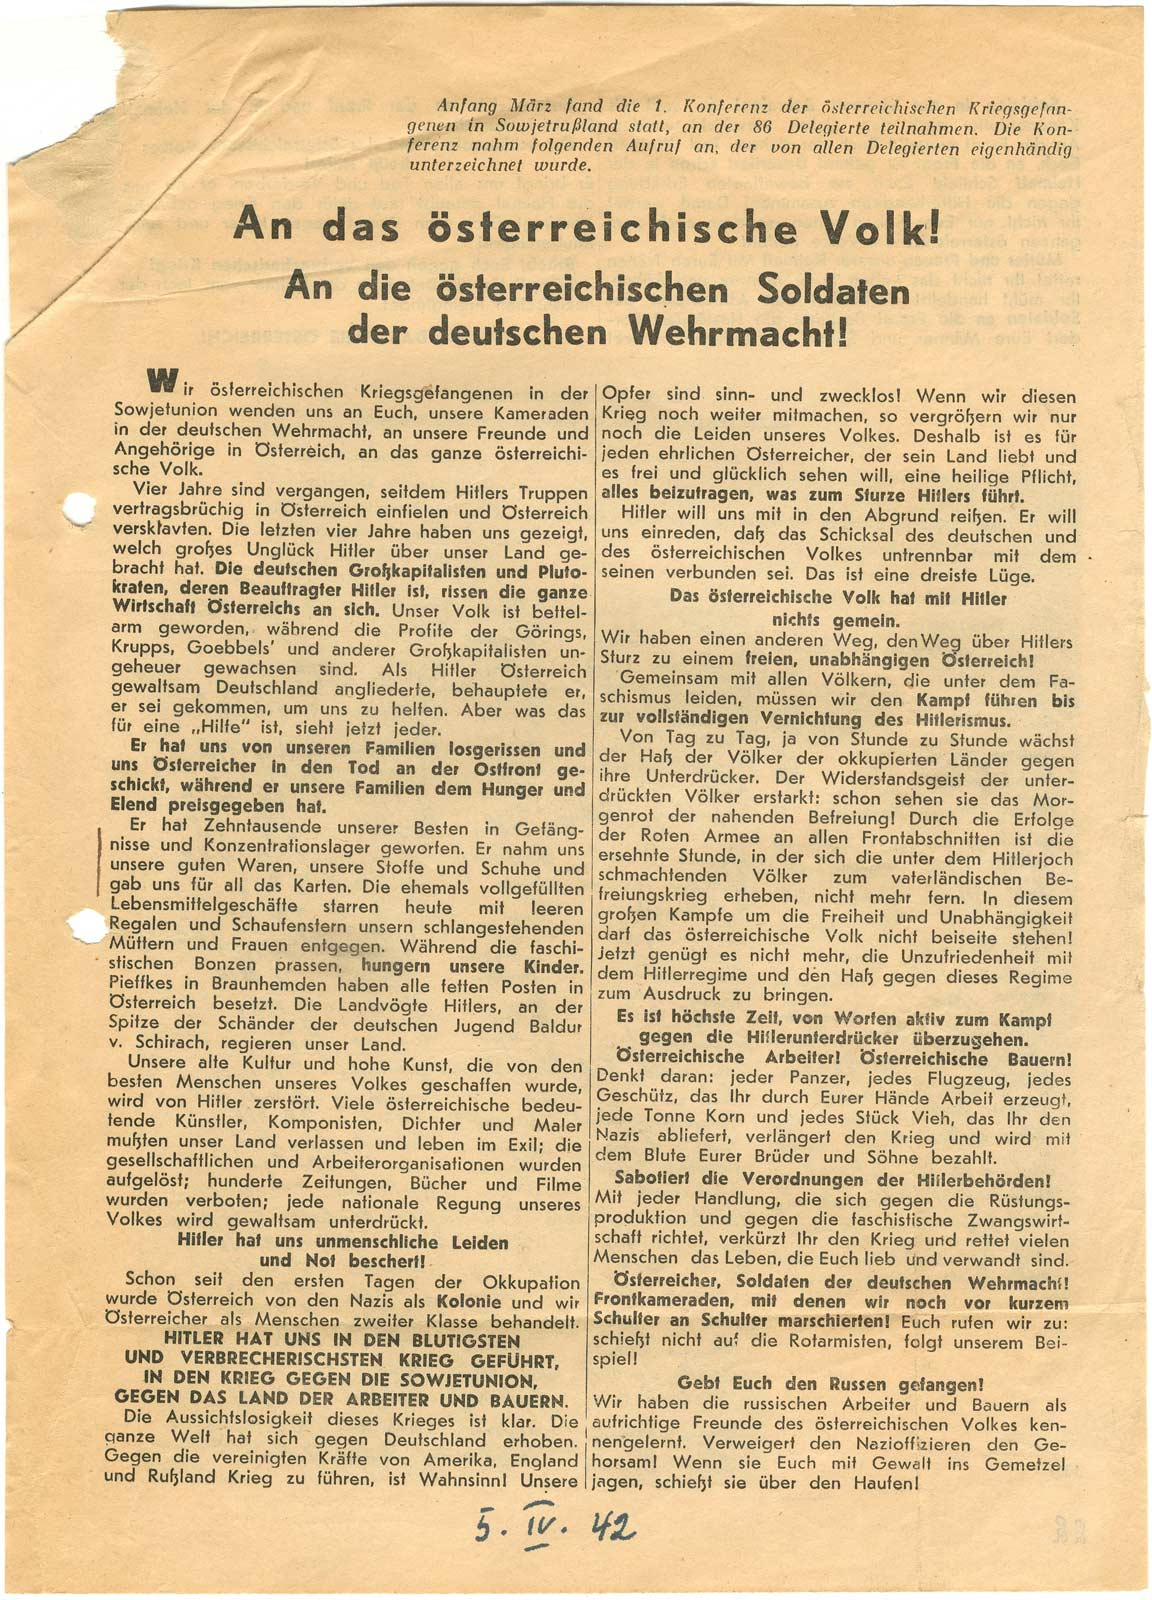 Anfang März fand die 1. Konferenz der österreichischen Kriegsgefan-
genen in Sowjetrußland statt, an der 86 Delegierte teilnahmen. Die Kon-
ferenz nahm folgenden Aufruf an, der von allen Delegierten eigenhändig
unterzeichnet wurde.
An das österreichische Volk!
An die österreichischen Soldaten
der deutschen Wehrmacht!
Wir österreichischen Kriegsgefangenen in der
Sowjetunion wenden uns an Euch, unsere Kameraden
in der deutschen Wehrmacht, an unsere Freunde und
Angehörige in Österreich, an das ganze österreichi-
sche Volk.
Vier Jahre sind vergangen, seitdem Hitlers Truppen
vertragsbrüchig in Österreich einfielen und Österreich
versklavten. Die letzten vier Jahre haben uns gezeigt,
welch großes Unglück Hitler über unser Land ge-
bracht hat. Die deutschen Großkapitalisten und Pluto-
kraten, deren Beauftragter Hitler ist, rissen die ganze
Wirtschaft Österreichs an sich. Unser Volk ist bettel-
arm geworden, während die Profite der Görings,
Krupps, Goebbels' und anderer Großkapitalisten un-
geheuer gewachsen sind. Als Hitler Österreich
gewaltsam Deutschland angliederte, behauptete er,
er sei gekommen, um uns zu helfen. Aber was das
für eine „Hilfe" ist, sieht jetzt jeder.
Er hat uns von unseren Familien losgerissen und
uns Österreicher in den Tod an der Ostfront ge-
schickt, während er unsere Familien dem Hunger und
Elend preisgegeben hat.
Er hat Zehntausende unserer Besten in Gefäng-
nisse und Konzentrationslager geworfen. Er nahm uns
unsere guten Waren, unsere Stoffe und Schuhe und
gab uns für all das Karten. Die ehemals vollgefüllten
Lebensmittelgeschäfte starren heute mit leeren
Regalen und Schaufenstern unsern schlangestehenden
Müttern und Frauen entgegen. Während die faschi-
stischen Bonzen prassen, hungern unsere Kinder.
Pieffkes in Braunhemden haben alle fetten Posten in
Österreich besetzt. Die Landvögte Hitlers, an der
Spitze der Schänder der deutschen Jugend Baldur
v. Schirach, regieren unser Land.
Unsere alte Kultur und hohe Kunst, die von den
besten Menschen unseres Volkes geschaffen wurde,
wird von Hitler zerstört. Viele österreichische bedeu-
tende Künstler, Komponisten, Dichter und Maler
mußten unser Land verlassen und leben im Exil; die
gesellschaftlichen und Arbeiterorganisationen wurden
aufgelöst; hunderte Zeitungen, Bücher und Filme
wurden verboten; jede nationale Regung unseres
Volkes wird gewaltsam unterdrückt.
Hitler hat uns unmenschliche Leiden
und Not beschert!
Schon seit den ersten Tagen der Okkupation
wurde Österreich von den Nazis als Kolonie und wir
Österreicher als Menschen zweiter Klasse behandelt.
HITLER HAT UNS IN DEN BLUTIGSTEN
UND VERBRECHERISCHSTEN KRIEG GEFÜHRT,
IN DEN KRIEG GEGEN DIE SOWJETUNION,
GEGEN DAS LAND DER ARBEITER UND BAUERN.
Die Aussichtslosigkeit dieses Krieges ist klar. Die
ganze Welt hat sich gegen Deutschland erhoben.
Gegen die vereinigten Kräfte von Amerika, England
und Rußland Krieg zu führen, ist Wahnsinn! Unsere
Opfer sind sinn- und zwecklos! Wenn wir diesen
Krieg noch weiter mitmachen, so vergrößern wir nur
noch die Leiden unseres Volkes. Deshalb ist es für
jeden ehrlichen Österreicher, der sein Land liebt und
es frei und glücklich sehen will, eine heilige Pflicht,
alles beizutragen, was zum Sturze Hitlers führt.
Hitler will uns mit in den Abgrund reißen. Er will
uns einreden, daß das Schicksal des deutschen und
des österreichischen Volkes untrennbar mit dem
seinen verbunden sei. Das ist eine dreiste Lüge.
Das österreichische Volk hat mit Hitler
nichts gemein.
Wir haben einen anderen Weg, den Weg über Hitlers
Sturz zu einem freien, unabhängigen Österreich!
Gemeinsam mit allen Völkern, die unter dem Fa-
schismus leiden, müssen wir den Kampf führen bis
zur vollständigen Vernichtung des Hitlerismus.
Von Tag zu Tag, ja von Stunde zu Stunde wächst
der Haß der Völker der okkupierten Länder gegen
ihre Unterdrücker. Der Widerstandsgeist der unter-
drückten Völker erstarkt: schon sehen sie das Mor-
genrot der nahenden Befreiung! Durch die Erfolge
der Roten Armee an allen Frontabschnitten ist die
ersehnte Stunde, in der sich die unter dem Hitlerjoch
schmachtenden Völker zum vaterländischen Be-
freiungskrieg erheben, nicht mehr fern. In diesem
großen Kampfe um die Freiheit und Unabhängigkeit
darf das österreichische Volk nicht beiseite stehen!
Jetzt genügt es nicht mehr, die Unzufriedenheit mit
dem Hitlerregime und den Haß gegen dieses Regime
zum Ausdruck zu bringen.
Es ist höchste Zeit, von Worten aktiv zum Kampf
gegen die Hitlerunterdrücker überzugehen.
Österreichische Arbeiter! Österreichische Bauern!
Denkt daran: jeder Panzer, jedes Flugzeug, jedes
Geschütz, das Ihr durch Eurer Hände Arbeit erzeugt,
jede Tonne Korn und jedes Stück Vieh, das Ihr den
Nazis abliefert, verlängert den Krieg und wird mit
dem Blute Eurer Brüder und Söhne bezahlt.
Sabotiert die Verordnungen der Hitlerbehörden!
Mit jeder Handlung, die sich gegen die Rüstungs-
produktion und gegen die faschistische Zwangswirt-
schaft richtet, verkürzt Ihr den Krieg und rettet vielen
Menschen das Leben, die Euch lieb und verwandt sind.
Österreicher, Soldaten der deutschen Wehrmacht!
Frontkameraden, mit denen wir noch vor kurzem
Schulter an Schulter marschierten! Euch rufen wir zu:
schießt nicht auf die Rotarmisten, folgt unserem Bei-
spiel!
Gebt Euch den Russen gefangen!
Wir haben die russischen Arbeiter und Bauern als
aufrichtige Freunde des österreichischen Volkes ken-
nengelernt. Verweigert den Nazioffizieren den Ge-
horsam! Wenn sie Euch mit Gewalt ins Gemetzel
jagen, schießt sie über den Haufen!
5. IV. 42